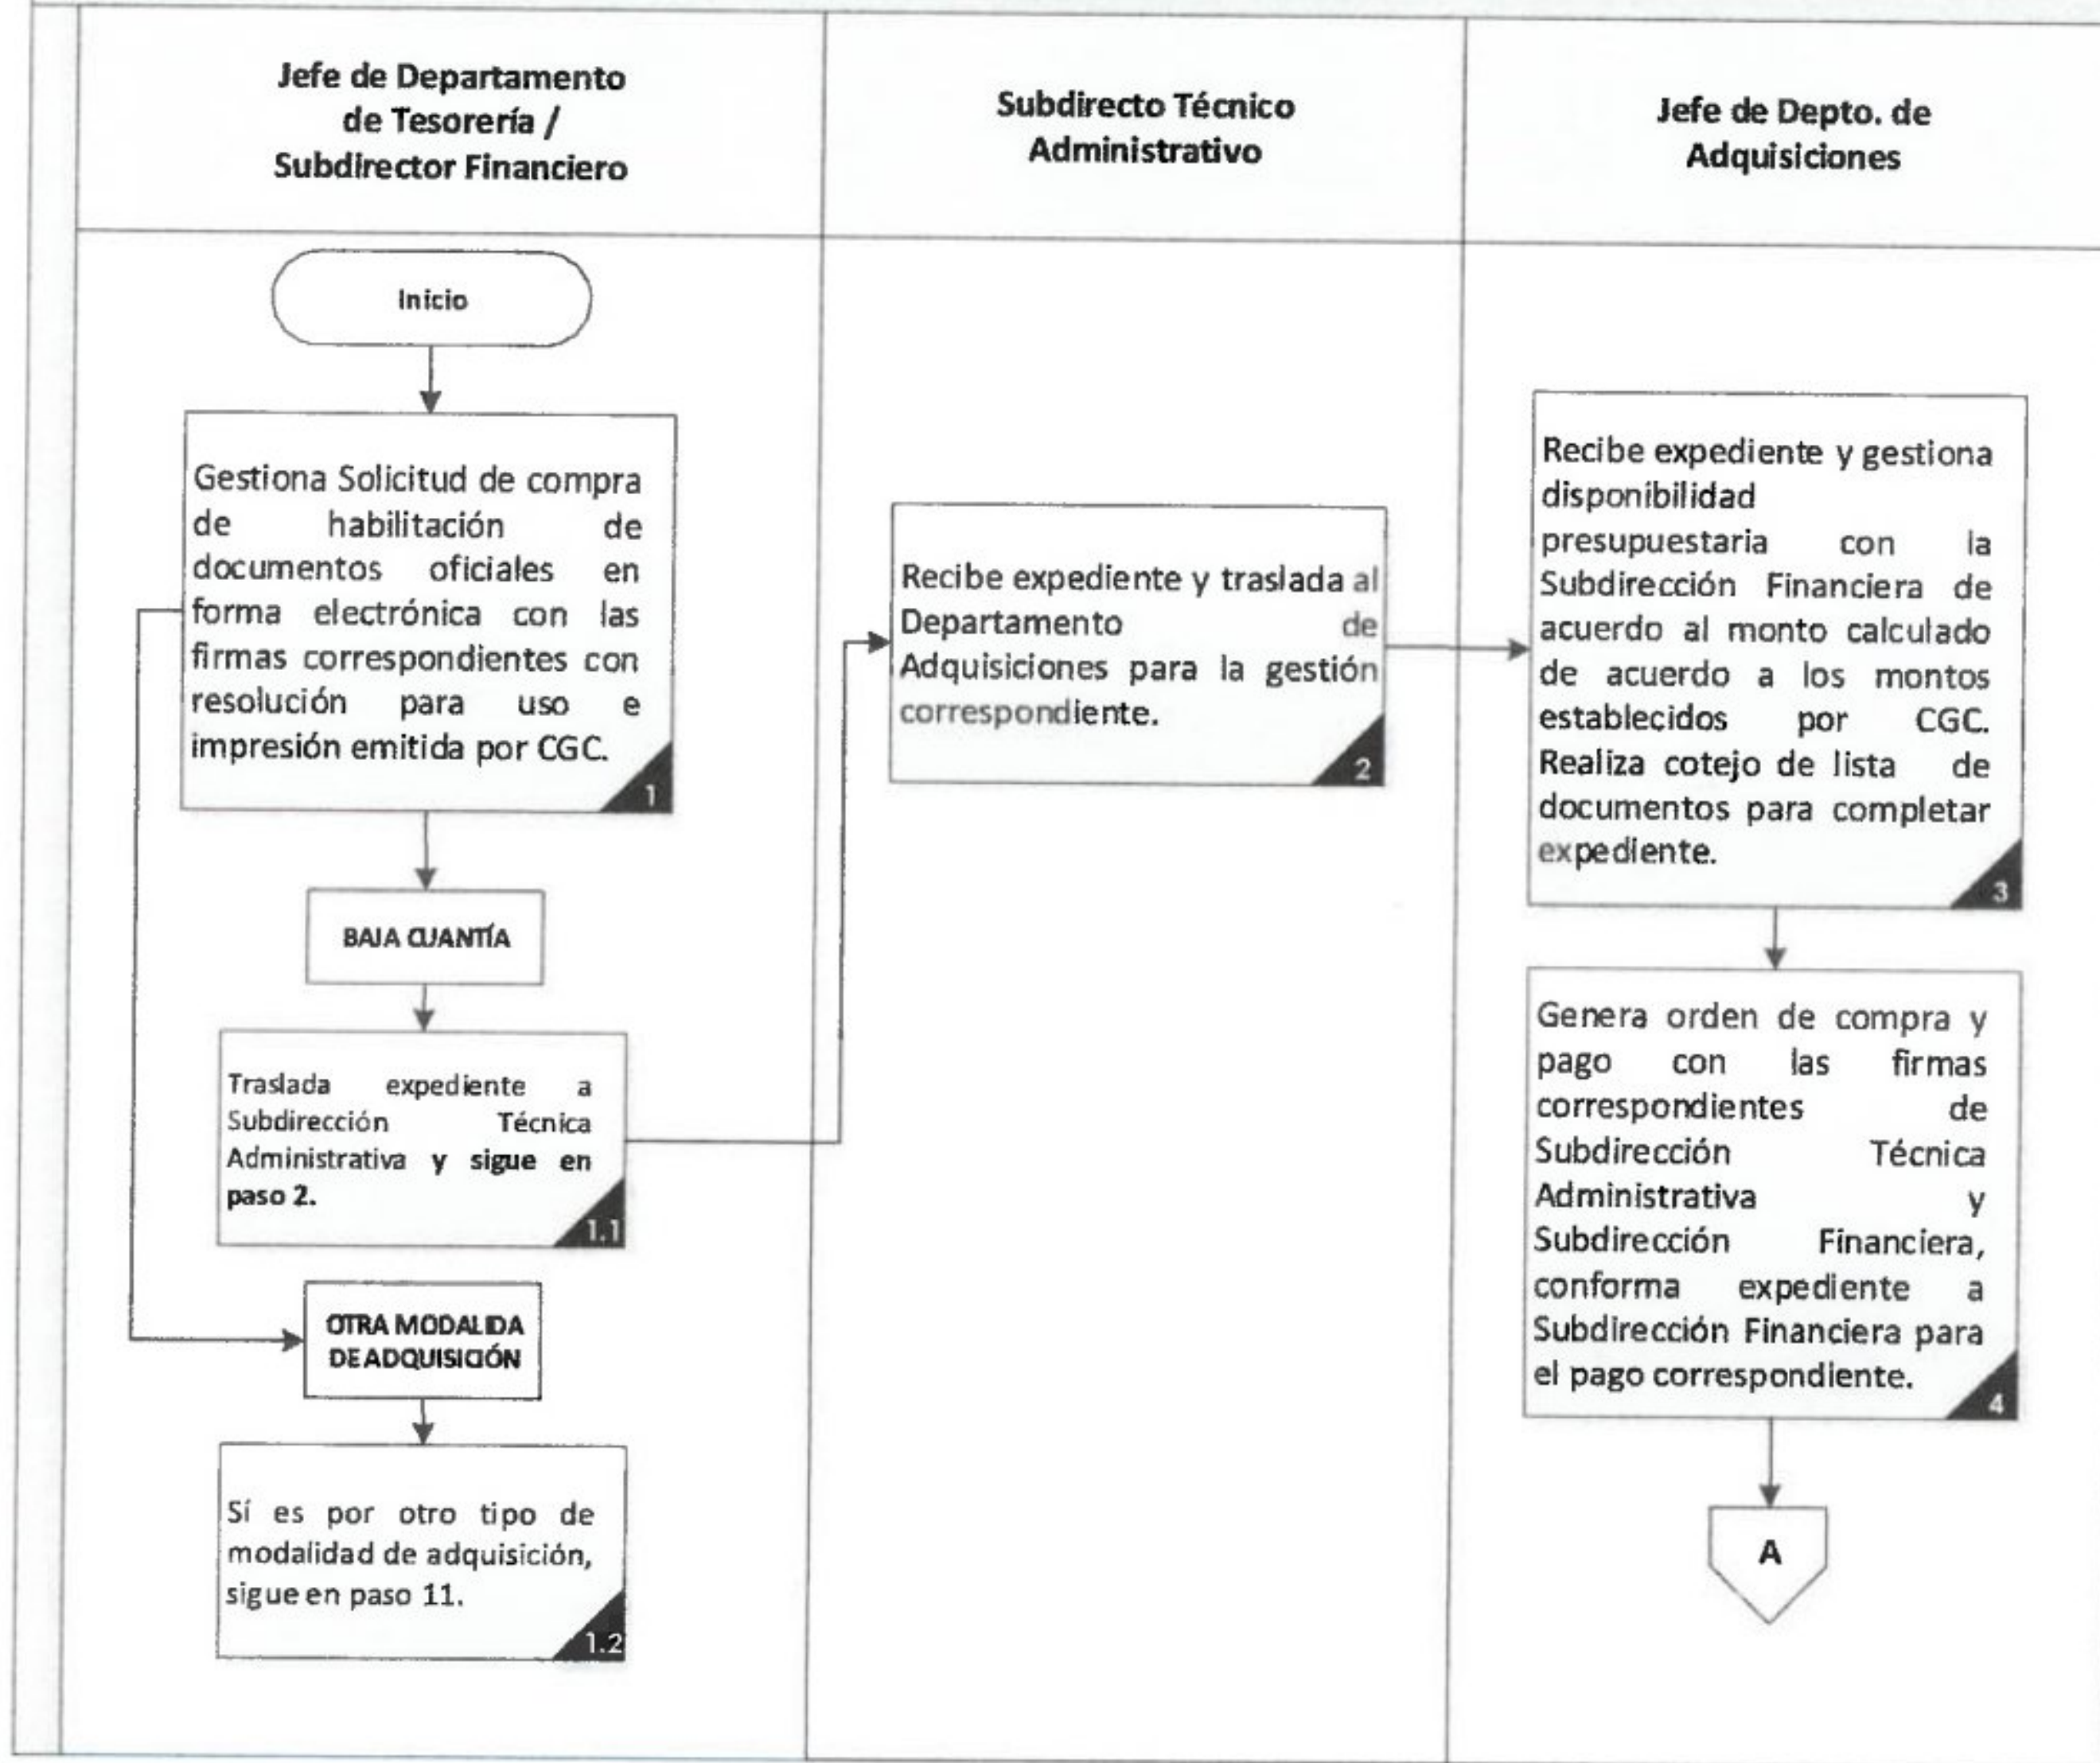 Jefe de Departamento
de Tesorería /
Subdirector Financiero
Subdirecto Técnico
Administrativo
Jefe de Depto. de
Adquisiciones
Inicio
Gestiona Solicitud de compra
de habilitación de
documentos oficiales en
forma electrónica con las
firmas correspondientes con
resolución para uso e
impresión emitida por CGC.
1
BAJA CUANTÍA
Traslada expediente a
Subdirección Técnica
Administrativa y sigue en
paso 2.
1.1
OTRA MODALIDA
DE ADQUISICIÓN
Sí es por otro tipo de
modalidad de adquisición,
sigue en paso 11.
1.2
Recibe expediente y traslada al
Departamento de
Adquisiciones para la gestión
correspondiente.
2
Recibe expediente y gestiona
disponibilidad
presupuestaria con la
Subdirección Financiera de
acuerdo al monto calculado
de acuerdo a los montos
establecidos por CGC.
Realiza cotejo de lista de
documentos para completar
expediente.
3
Genera orden de compra y
pago con las firmas
correspondientes de
Subdirección Técnica
Administrativa y
Subdirección Financiera,
conforma expediente a
Subdirección Financiera para
el pago correspondiente.
4
A